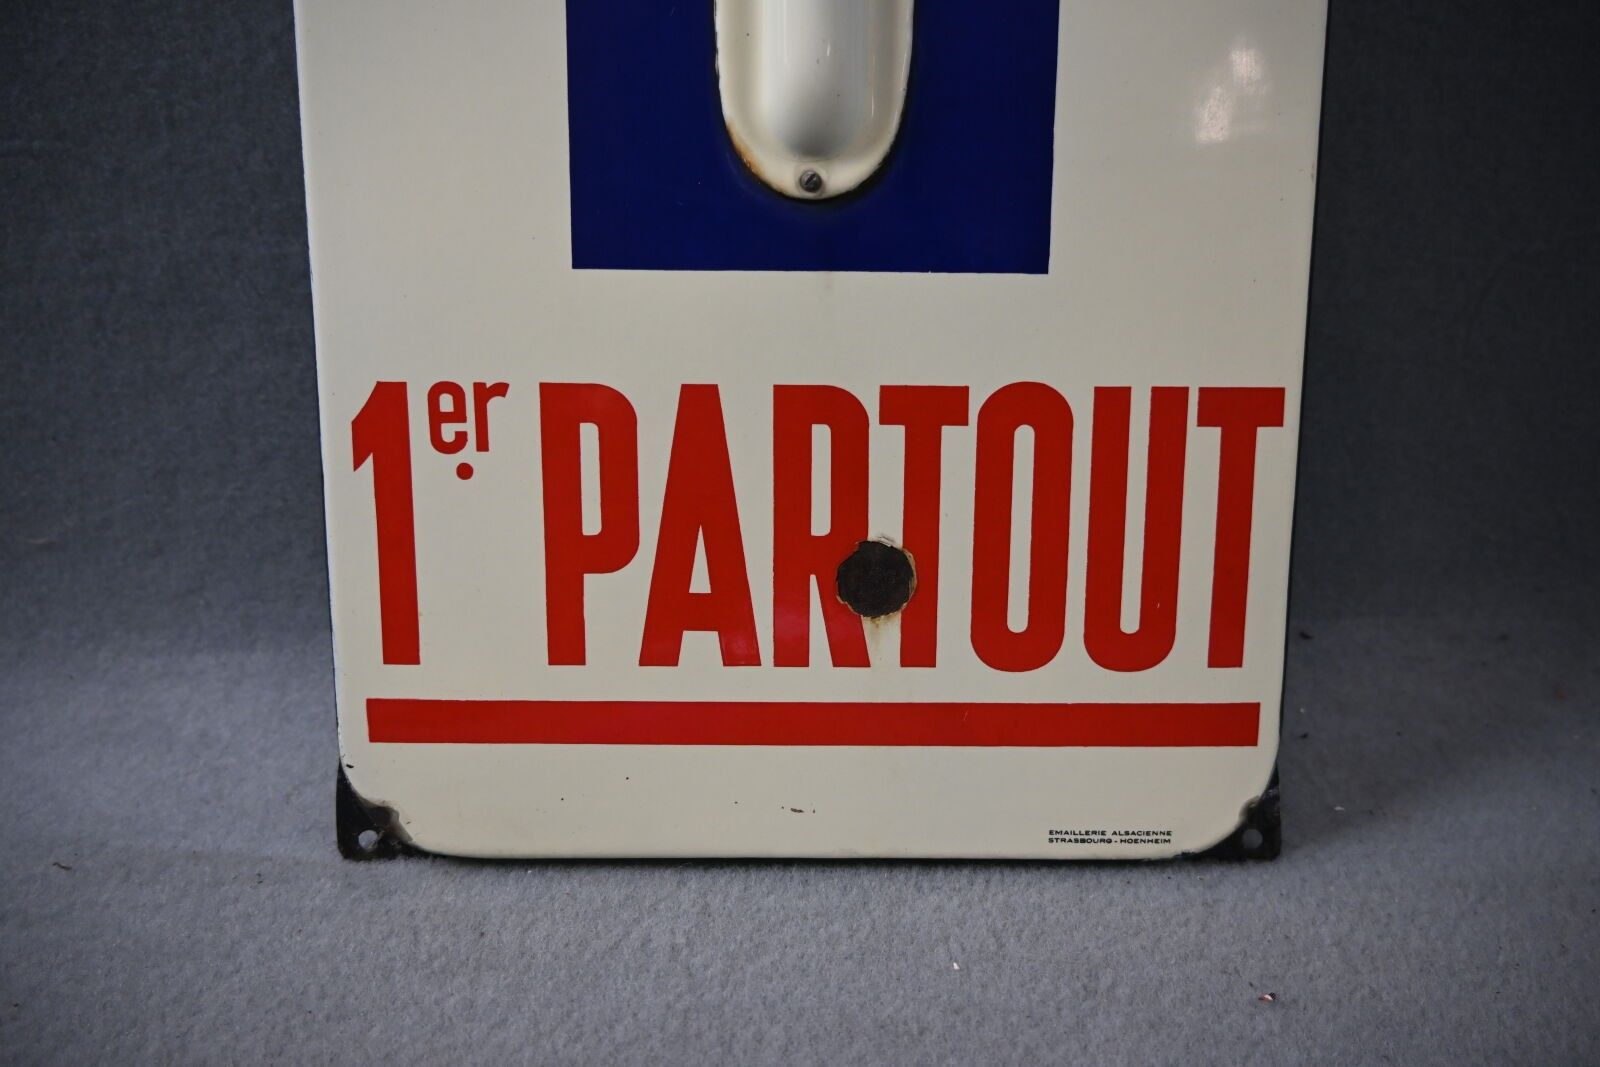 1er PARTOUT
EMAILLERIE ALSACIENNE
STRASBOURG - HOENHEIM